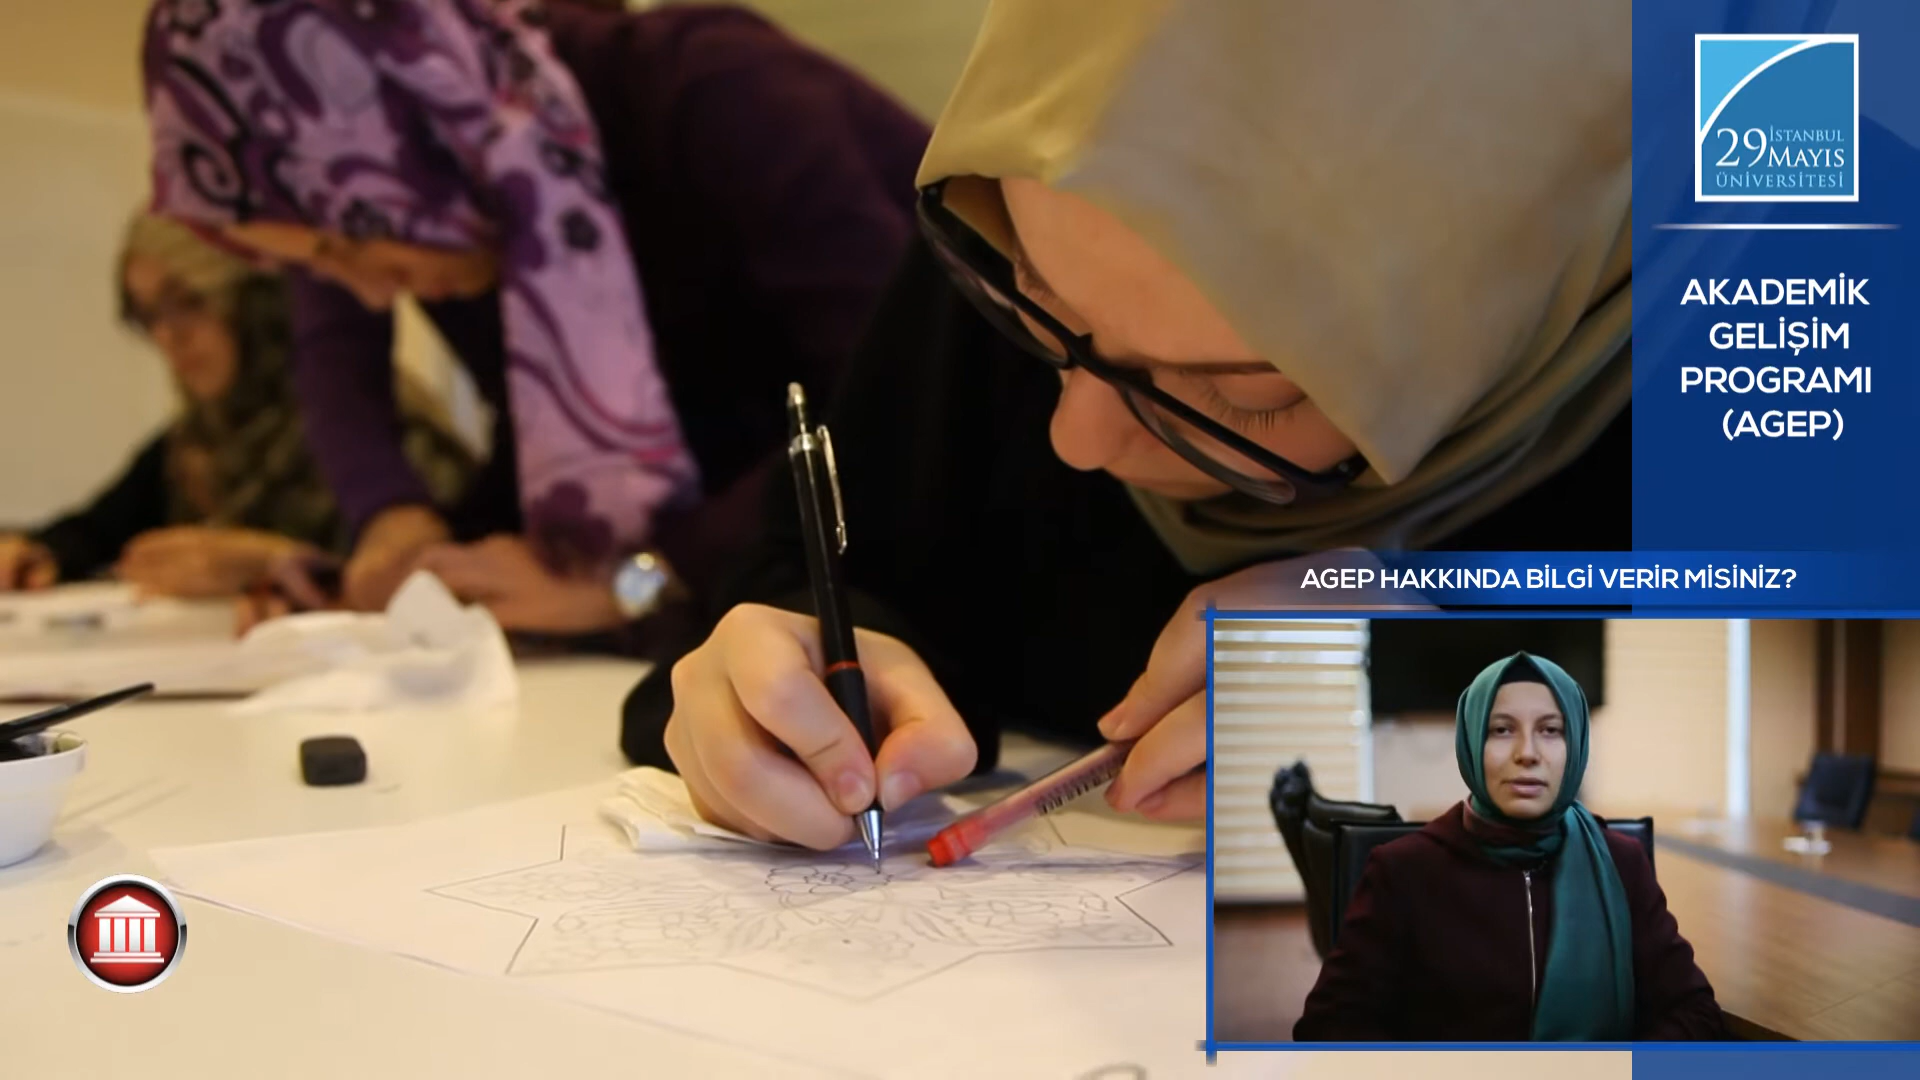 29 İSTANBUL
MAYIS
ÜNİVERSİTESİ
AKADEMİK
GELİŞİM
PROGRAMI
(AGEP)
AGEP HAKKINDA BİLGİ VERİR MİSİNİZ?